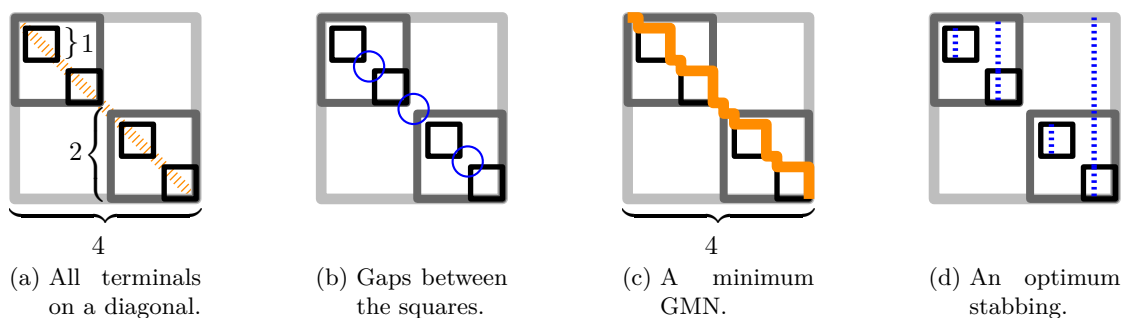 1
2
4
4
(a) All terminals on a diagonal.
(b) Gaps between the squares.
(c) A minimum GMN.
(d) An optimum stabbing.